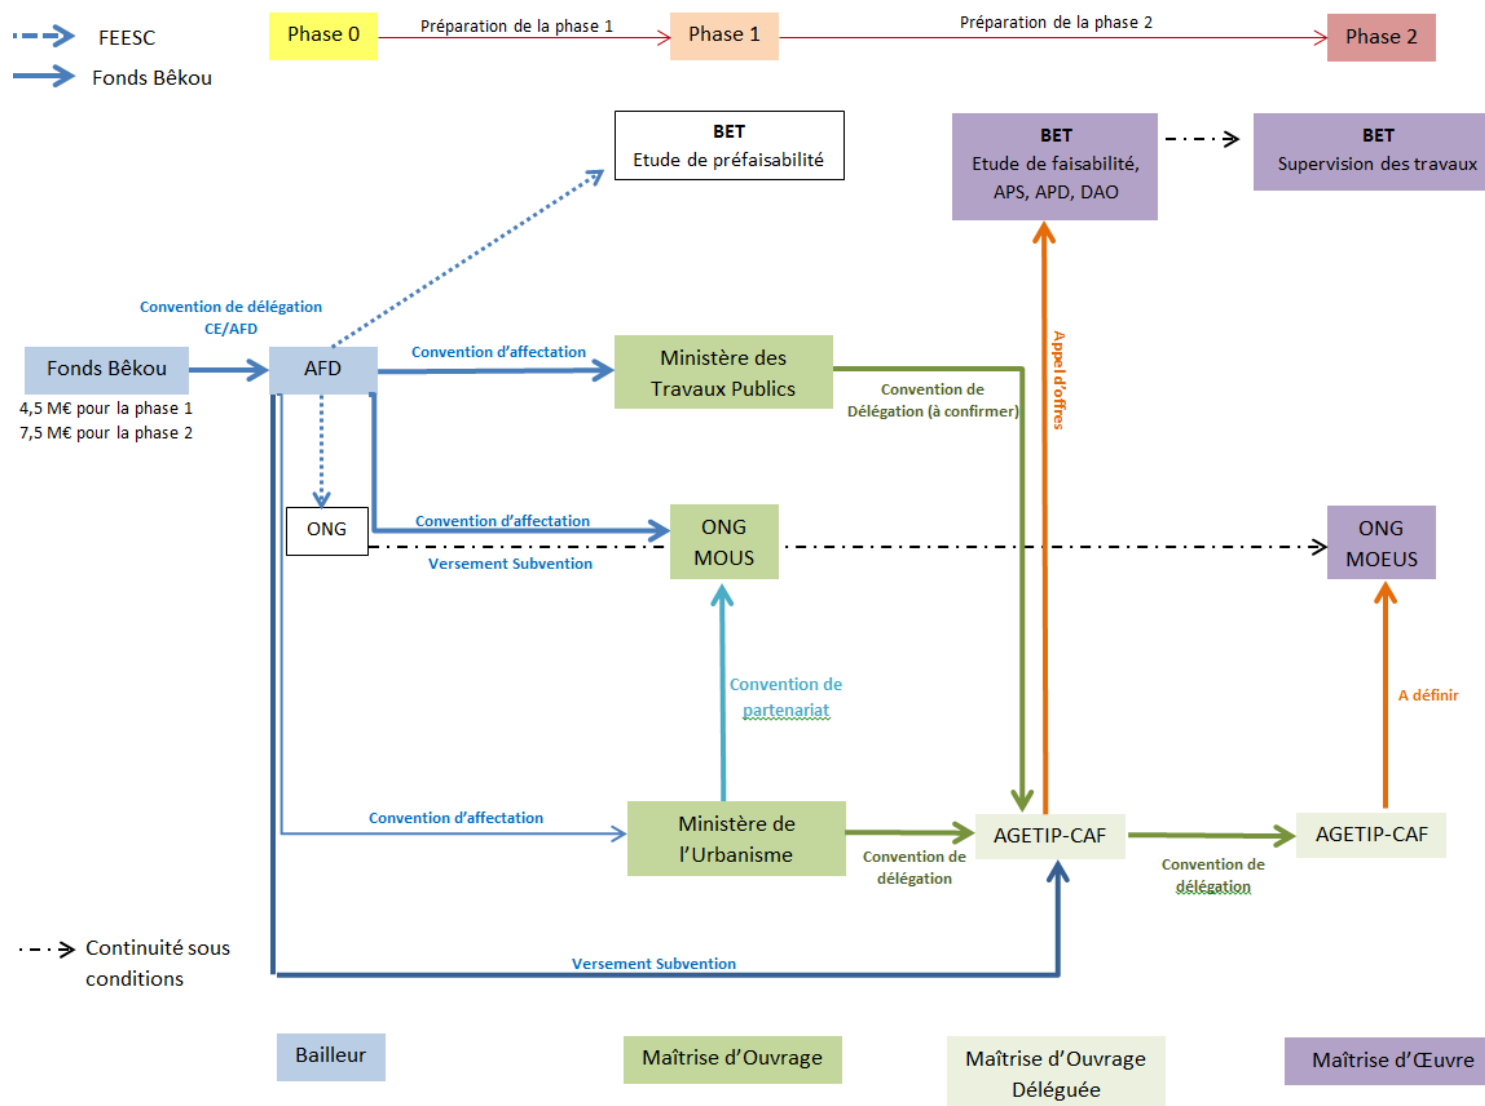 FEESC
Fonds Bêkou
Phase 0
Préparation de la phase 1
Phase 1
Préparation de la phase 2
Phase 2
BET
Etude de préfaisabilité
BET
Etude de faisabilité,
APS, APD, DAO
BET
Supervision des travaux
Convention de délégation
CE/AFD
Fonds Bêkou
4,5 M€ pour la phase 1
7,5 M€ pour la phase 2
AFD
Convention d'affectation
Ministère des
Travaux Publics
Convention de
Délégation (à confirmer)
Appel d'offres
ONG
Convention d'affectation
Versement Subvention
ONG
MOUS
ONG
MOEUS
Convention de
partenariat
A définir
Convention d'affectation
Ministère de
l'Urbanisme
Convention de
délégation
AGETIP-CAF
Convention de
délégation
AGETIP-CAF
Continuité sous
conditions
Versement Subvention
Bailleur
Maîtrise d'Ouvrage
Maîtrise d'Ouvrage
Déléguée
Maîtrise d'Œuvre